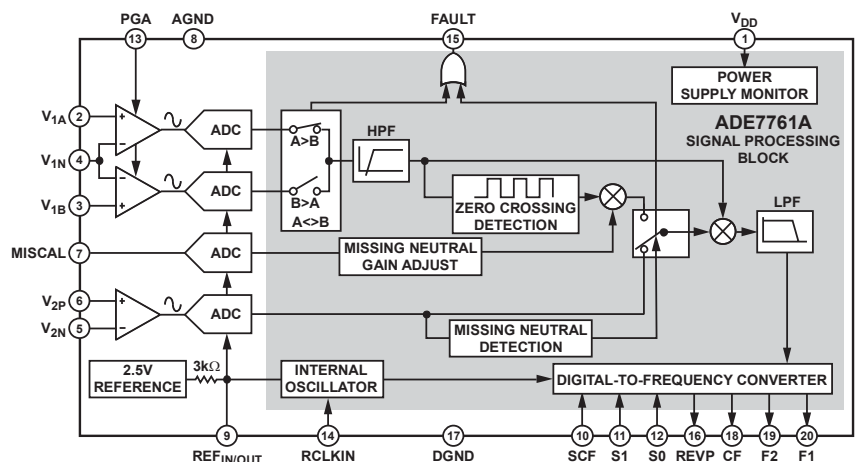 PGA AGND FAULT VDD
13 8 15 1
POWER
SUPPLY MONITOR
ADE7761A
SIGNAL PROCESSING
BLOCK
V1A 2 + − ADC
A>B
HPF
V1N 4
− + ADC
V1B 3
B>A
A<>B
ZERO CROSSING
DETECTION
LPF
MISCAL 7 ADC
MISSING NEUTRAL
GAIN ADJUST
V2P 6 + ADC
V2N 5 −
MISSING NEUTRAL
DETECTION
2.5V
REFERENCE
3kΩ
INTERNAL
OSCILLATOR
DIGITAL-TO-FREQUENCY CONVERTER
9 14 17 10 11 12 16 18 19 20
REFIN/OUT RCLKIN DGND SCF S1 S0 REVP CF F2 F1